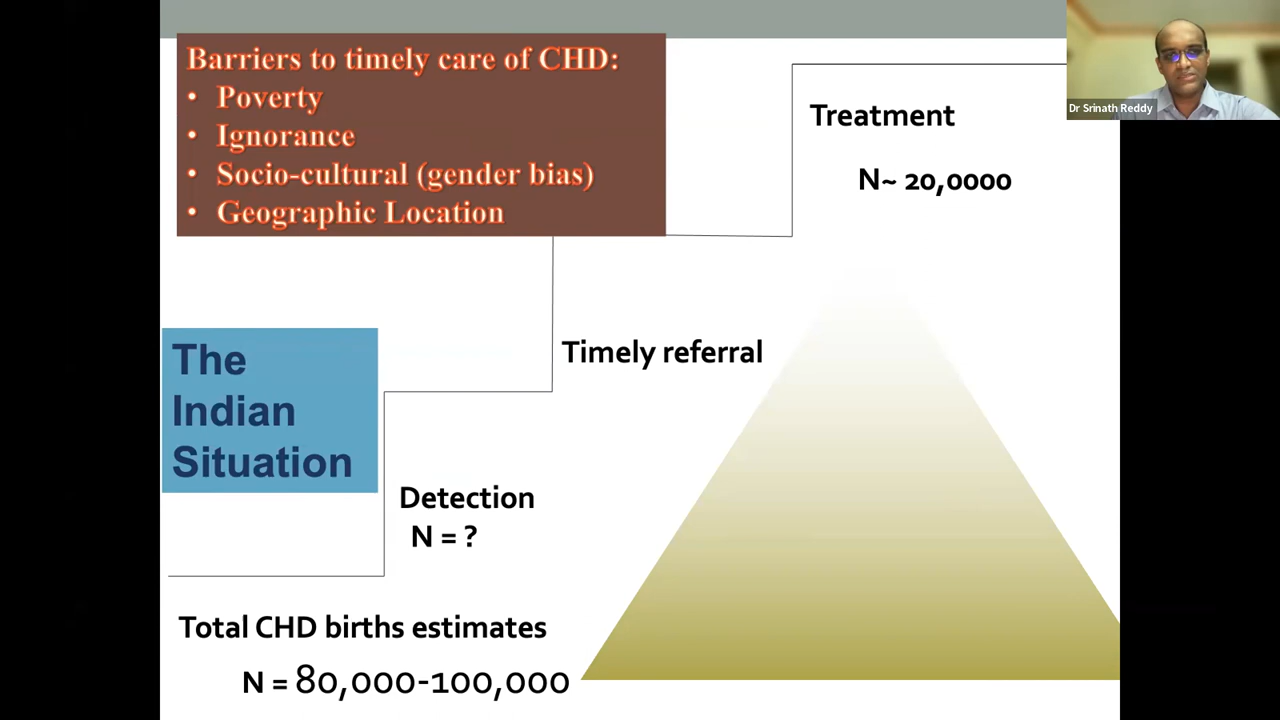 Barriers to timely care of CHD:
• Poverty
• Ignorance
• Socio-cultural (gender bias)
• Geographic Location
Treatment
N~ 20,0000
Dr Srinath Reddy
The
Indian
Situation
Timely referral
Detection
N = ?
Total CHD births estimates
N = 80,000-100,000